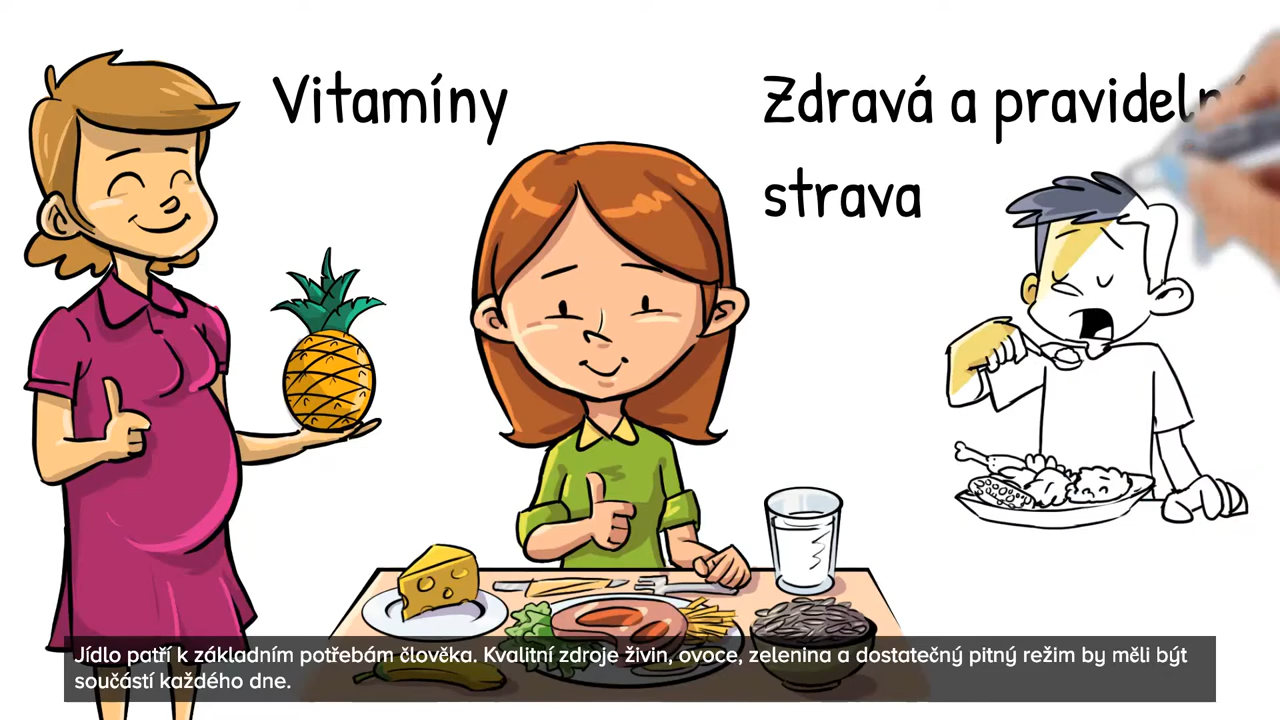 Vitamíny
Zdravá a pravidelná
strava
Jídlo patří k základním potřebám člověka. Kvalitní zdroje živin, ovoce, zelenina a dostatečný pitný režim by měli být
součástí každého dne.